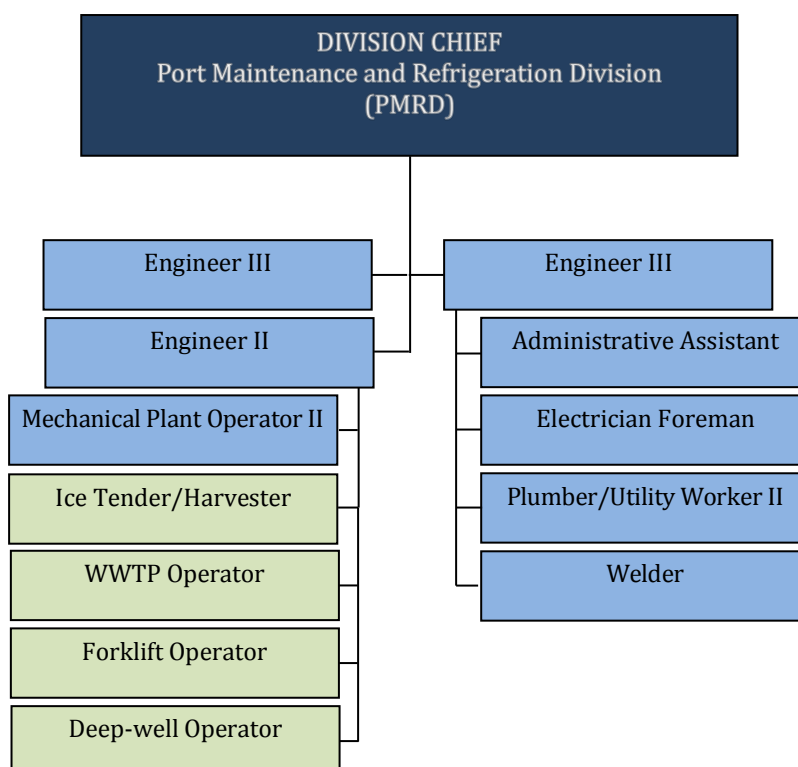 DIVISION CHIEF
Port Maintenance and Refrigeration Division
(PMRD)
Engineer III
Engineer II
Mechanical Plant Operator II
Ice Tender/Harvester
WWTP Operator
Forklift Operator
Deep-well Operator
Engineer III
Administrative Assistant
Electrician Foreman
Plumber/Utility Worker II
Welder